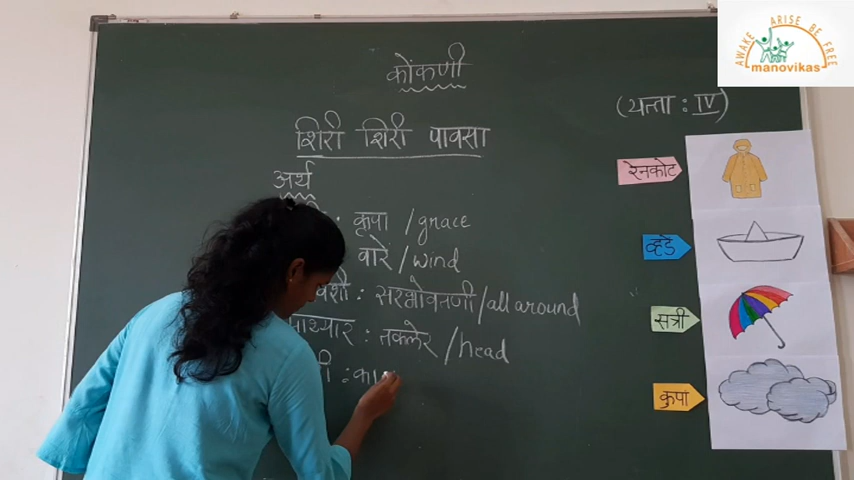 AWAKE ARISE BE FREE
manovikas
कोंकणी
(यत्ता : IV)
शिरी शिरी पावसा
अर्थ
: कृपा / grace
वारें / wind
: सरभोंवतणी / all around
माथ्यार : तकलेर / head
: का
रेनकोट
व्हडें
सत्री
कुपा